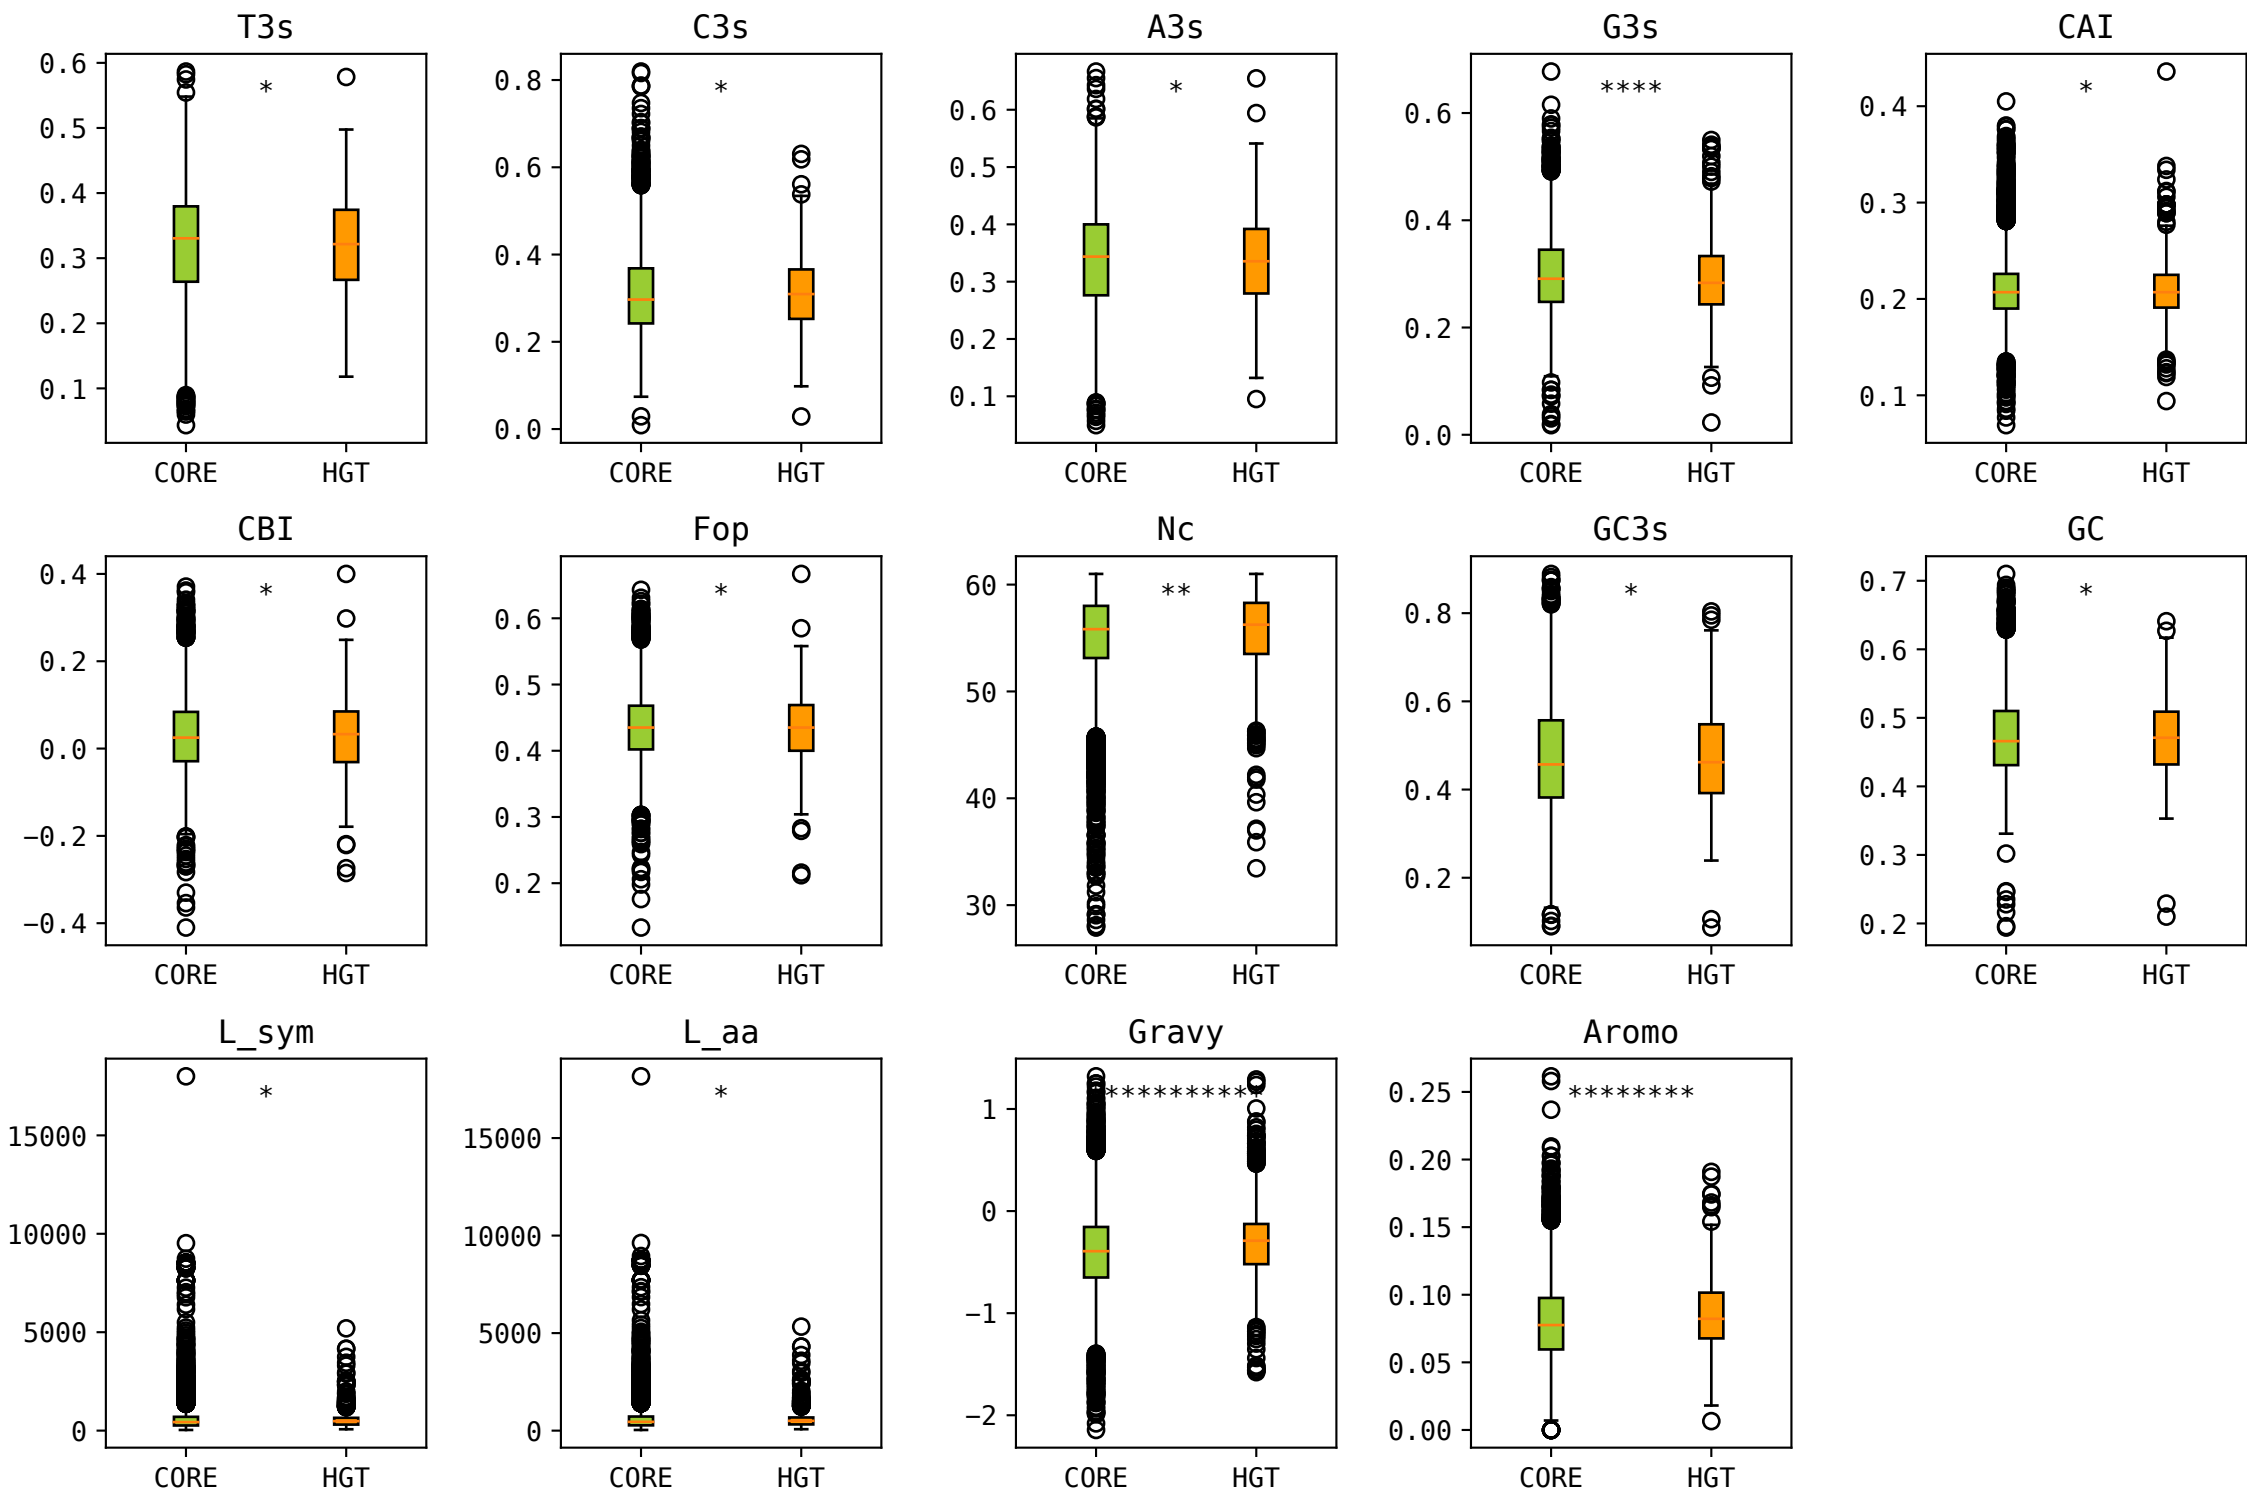 T3s C3s A3s G3s CAI
* * * **** *
0.6 0.5 0.4 0.3 0.2 0.1
0.8 0.6 0.4 0.2 0.0
0.6 0.5 0.4 0.3 0.2 0.1
0.6 0.4 0.2 0.0
0.4 0.3 0.2 0.1
CORE HGT CORE HGT CORE HGT CORE HGT CORE HGT
CBI Fop Nc GC3s GC
* * ** * *
0.4 0.2 0.0 −0.2 −0.4
0.6 0.5 0.4 0.3 0.2
60 50 40 30
0.8 0.6 0.4 0.2
0.7 0.6 0.5 0.4 0.3 0.2
CORE HGT CORE HGT CORE HGT CORE HGT CORE HGT
L_sym L_aa Gravy Aromo
* * ********** ********
15000 10000 5000 0
15000 10000 5000 0
1 0 −1 −2
0.25 0.20 0.15 0.10 0.05 0.00
CORE HGT CORE HGT CORE HGT CORE HGT